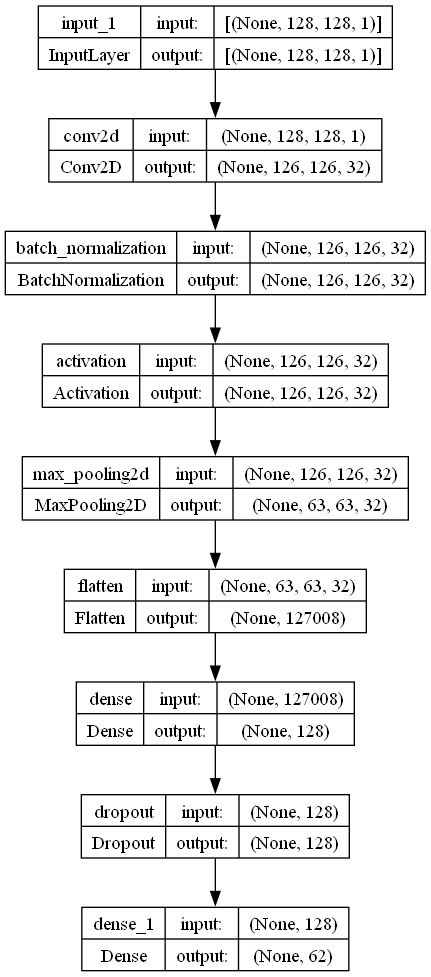 input_1 input: [(None, 128, 128, 1)]
InputLayer output: [(None, 128, 128, 1)]
conv2d input: (None, 128, 128, 1)
Conv2D output: (None, 126, 126, 32)
batch_normalization input: (None, 126, 126, 32)
BatchNormalization output: (None, 126, 126, 32)
activation input: (None, 126, 126, 32)
Activation output: (None, 126, 126, 32)
max_pooling2d input: (None, 126, 126, 32)
MaxPooling2D output: (None, 63, 63, 32)
flatten input: (None, 63, 63, 32)
Flatten output: (None, 127008)
dense input: (None, 127008)
Dense output: (None, 128)
dropout input: (None, 128)
Dropout output: (None, 128)
dense_1 input: (None, 128)
Dense output: (None, 62)